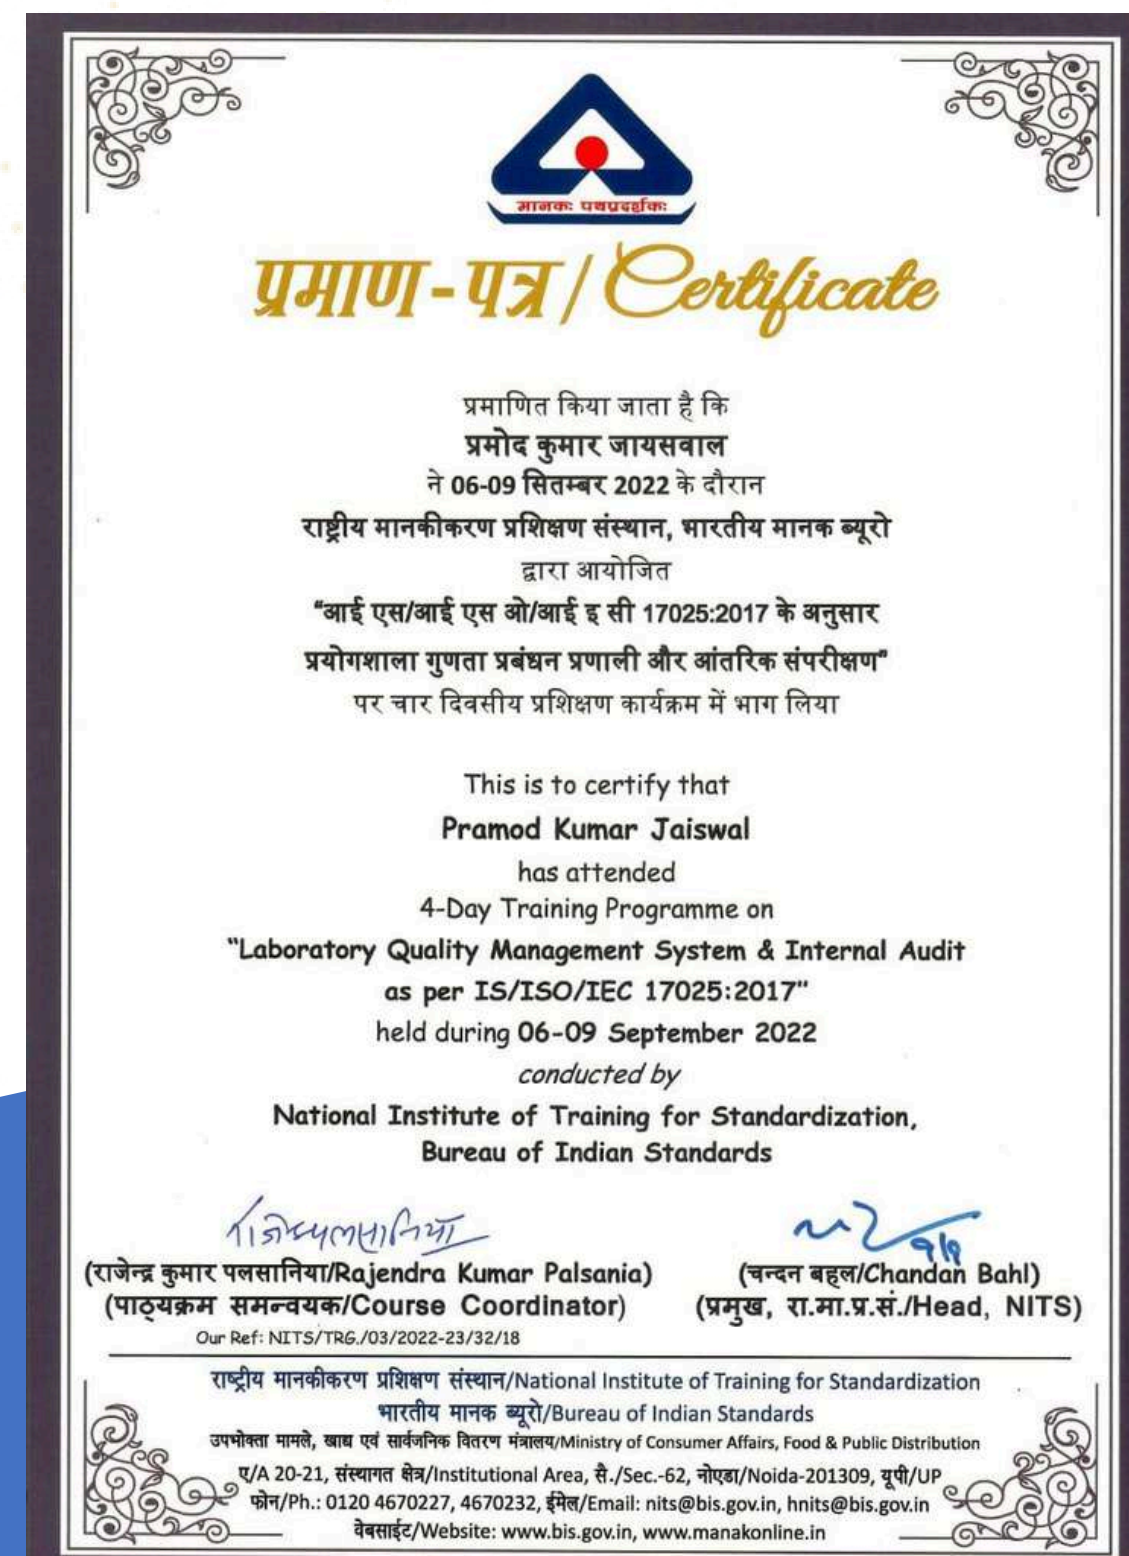 मानकः पथप्रदर्शकः
प्रमाण-पत्र/Certificate
प्रमाणित किया जाता है कि
प्रमोद कुमार जायसवाल
ने 06-09 सितम्बर 2022 के दौरान
राष्ट्रीय मानकीकरण प्रशिक्षण संस्थान, भारतीय मानक ब्यूरो
द्वारा आयोजित
"आई एस/आई एस ओ/आई इ सी 17025:2017 के अनुसार
प्रयोगशाला गुणता प्रबंधन प्रणाली और आंतरिक संपरीक्षण"
पर चार दिवसीय प्रशिक्षण कार्यक्रम में भाग लिया
This is to certify that
Pramod Kumar Jaiswal
has attended
4-Day Training Programme on
"Laboratory Quality Management System & Internal Audit
as per IS/ISO/IEC 17025:2017"
held during 06-09 September 2022
conducted by
National Institute of Training for Standardization,
Bureau of Indian Standards
(राजेन्द्र कुमार पलसानिया/Rajendra Kumar Palsania)
(पाठ्यक्रम समन्वयक/Course Coordinator)
Our Ref: NITS/TRG./03/2022-23/32/18
(चन्दन बहल/Chandan Bahl)
(प्रमुख, रा.मा.प्र.सं./Head, NITS)
राष्ट्रीय मानकीकरण प्रशिक्षण संस्थान/National Institute of Training for Standardization
भारतीय मानक ब्यूरो/Bureau of Indian Standards
उपभोक्ता मामले, खाद्य एवं सार्वजनिक वितरण मंत्रालय/Ministry of Consumer Affairs, Food & Public Distribution
ए/A 20-21, संस्थागत क्षेत्र/Institutional Area, से./Sec.-62, नोएडा/Noida-201309, यूपी/UP
फोन/Ph.: 0120 4670227, 4670232, ईमेल/Email: nits@bis.gov.in, hnits@bis.gov.in
वेबसाईट/Website: www.bis.gov.in, www.manakonline.in